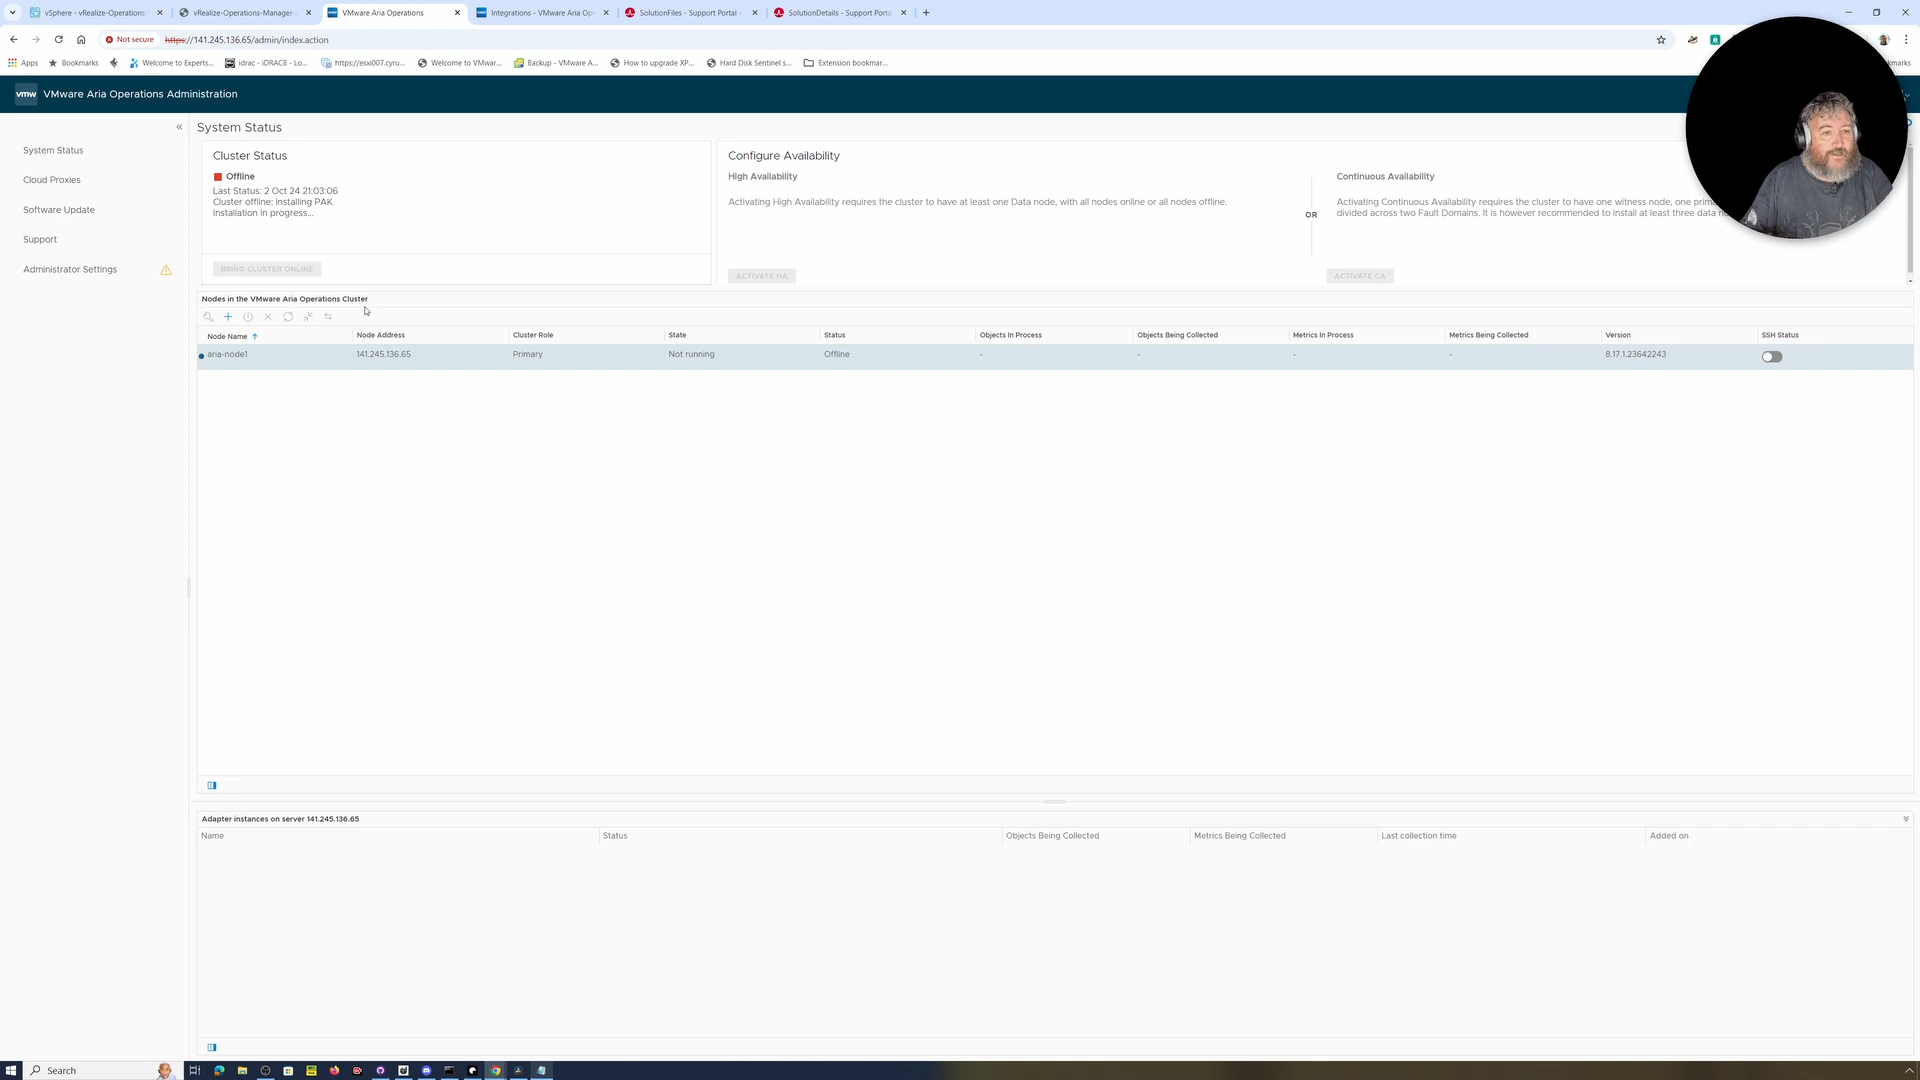 vSphere - vRealize-Operations-
vRealize-Operations-Manager-
VMware Aria Operations
Integrations - VMware Aria Op
SolutionFiles - Support Portal -
SolutionDetails - Support Porta
Not secure
https://141.245.136.65/admin/index.action
Apps
Bookmarks
Welcome to Experts...
idrac - iDRAC8 - Lo...
https://esxi007.cyru...
Welcome to VMwar...
Backup - VMware A...
How to upgrade XP...
Hard Disk Sentinel s...
Extension bookmar...
kmarks
vmw VMware Aria Operations Administration
System Status
Cloud Proxies
Software Update
Support
Administrator Settings
System Status
Cluster Status
Offline
Last Status: 2 Oct 24 21:03:06
Cluster offline: installing PAK
Installation in progress...
BRING CLUSTER ONLINE
Configure Availability
High Availability
Activating High Availability requires the cluster to have at least one Data node, with all nodes online or all nodes offline.
ACTIVATE HA
OR
Continuous Availability
Activating Continuous Availability requires the cluster to have one witness node, one prim
divided across two Fault Domains. It is however recommended to install at least three data n
ACTIVATE CA
Nodes in the VMware Aria Operations Cluster
Node Name Node Address Cluster Role State Status Objects In Process Objects Being Collected Metrics In Process Metrics Being Collected Version SSH Status
aria-node1 141.245.136.65 Primary Not running Offline - - - - 8.17.1.23642243
Adapter instances on server 141.245.136.65
Name Status Objects Being Collected Metrics Being Collected Last collection time Added on
Search